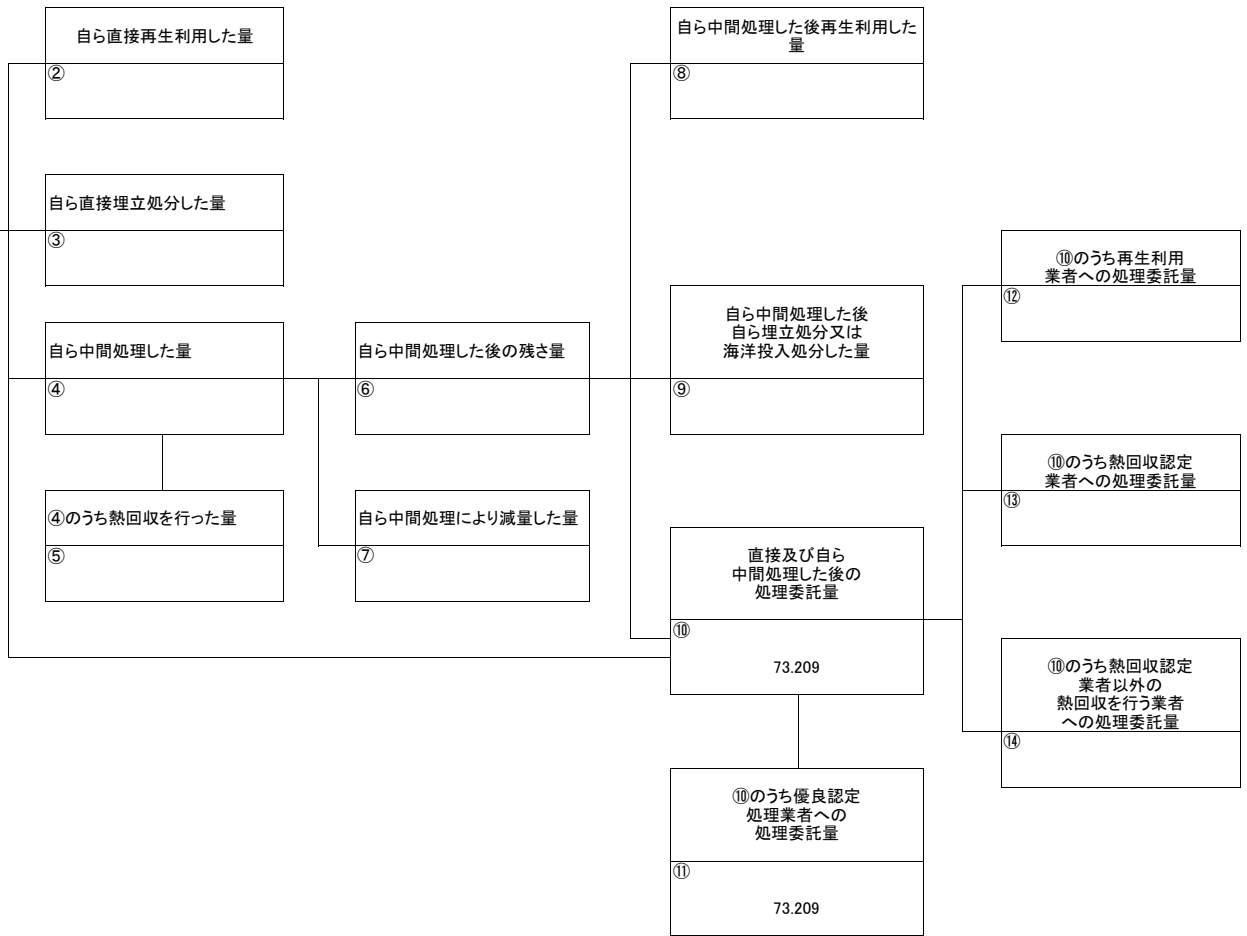 自ら直接再生利用した量
②
自ら直接埋立処分した量
③
自ら中間処理した量
④
④のうち熱回収を行った量
⑤
自ら中間処理した後の残さ量
⑥
自ら中間処理により減量した量
⑦
自ら中間処理した後再生利用した
量
⑧
自ら中間処理した後
自ら埋立処分又は
海洋投入処分した量
⑨
直接及び自ら
中間処理した後の
処理委託量
⑩
73.209
⑩のうち優良認定
処理業者への
処理委託量
⑪
73.209
⑩のうち再生利用
業者への処理委託量
⑫
⑩のうち熱回収認定
業者への処理委託量
⑬
⑩のうち熱回収認定
業者以外の
熱回収を行う業者
への処理委託量
⑭